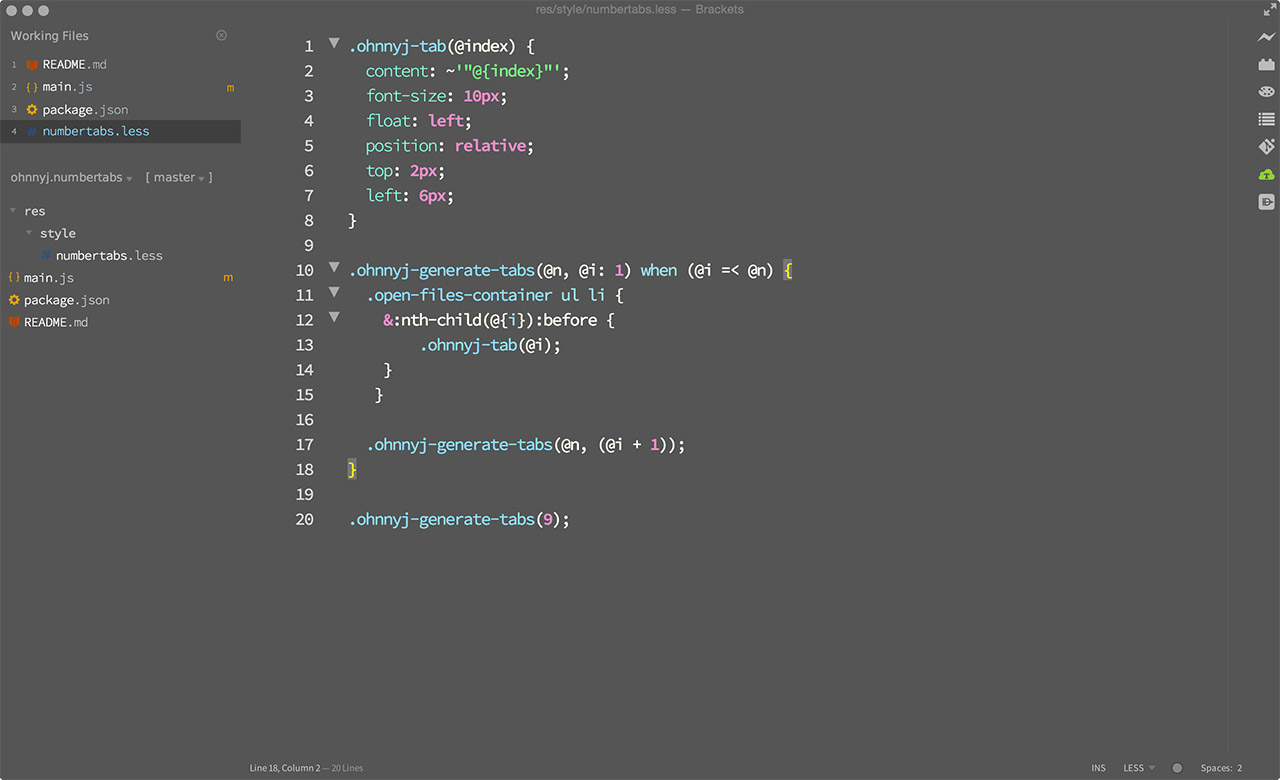 res/style/numbertabs.less — Brackets
Working Files
1 README.md
2 {} main.js m
3 package.json
4 # numbertabs.less
ohnnyj.numbertabs [ master ]
res
style
# numbertabs.less
{} main.js m
package.json
README.md
1 .ohnnyj-tab(@index) {
2 content: ~'"@{index}"';
3 font-size: 10px;
4 float: left;
5 position: relative;
6 top: 2px;
7 left: 6px;
8 }
9
10 .ohnnyj-generate-tabs(@n, @i: 1) when (@i =< @n) {
11 .open-files-container ul li {
12 &:nth-child(@{i}):before {
13 .ohnnyj-tab(@i);
14 }
15 }
16
17 .ohnnyj-generate-tabs(@n, (@i + 1));
18 }
19
20 .ohnnyj-generate-tabs(9);
Line 18, Column 2 — 20 Lines
INS LESS Spaces: 2